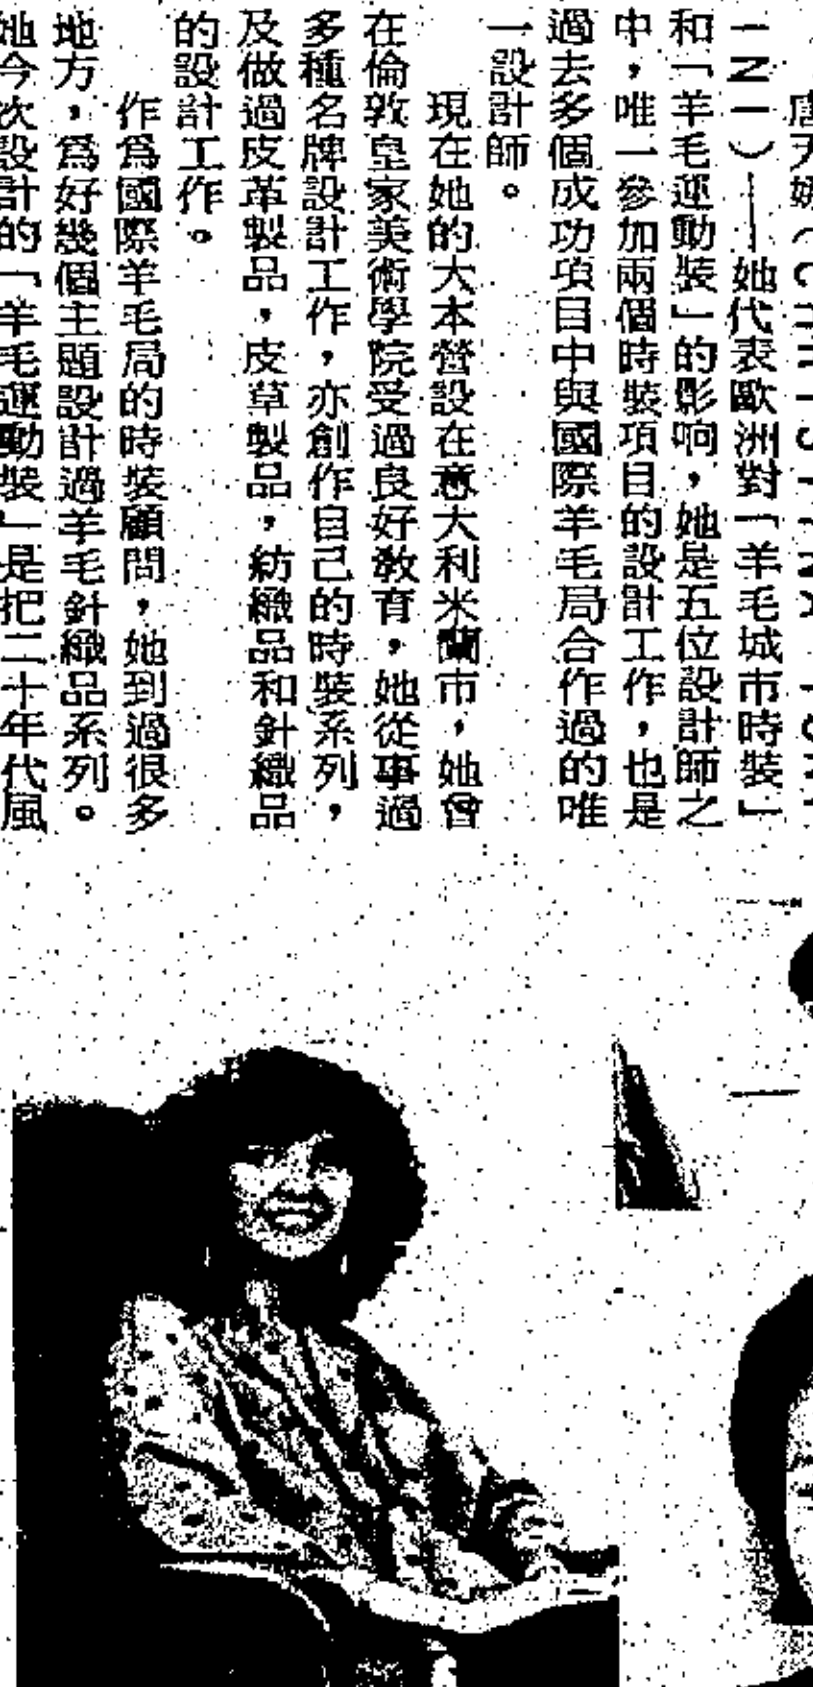 唐天娜（CHRISTINA TON
INI）——她代表歐洲對「羊毛城市時裝」
和「羊毛運動裝」的影响，她是五位設計師之
中，唯一參加兩個時裝項目的設計工作，也是
過去多個成功項目中與國際羊毛局合作過的唯
一設計師。
現在她的大本營設在意大利米蘭市，她曾
在倫敦皇家美術學院受過良好教育，她從事過
多種名牌設計工作，亦創作自己的時裝系列，
及做過皮革製品，皮草製品，紡織品和針織品
的設計工作。
作為國際羊毛局的時裝顧問，她到過很多
地方，為好幾個主題設計過羊毛針織品系列。
她今次設計的「羊毛運動裝」是把二十年代風